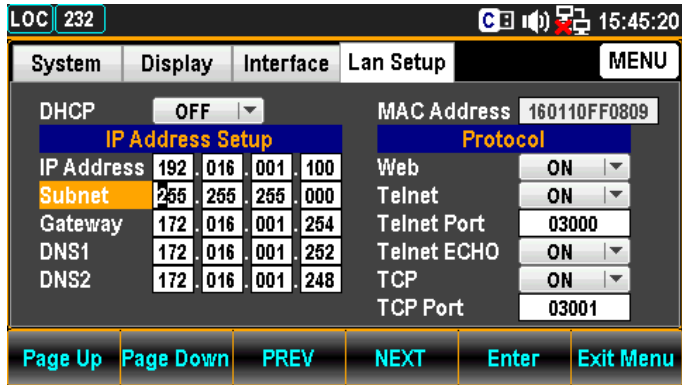 LOC 232 C 15:45:20
System Display Interface Lan Setup MENU
DHCP OFF MAC Address 160110FF0809
IP Address Setup Protocol
IP Address 192 . 016 . 001 . 100 Web ON
Subnet 255 . 255 . 255 . 000 Telnet ON
Gateway 172 . 016 . 001 . 254 Telnet Port 03000
DNS1 172 . 016 . 001 . 252 Telnet ECHO ON
DNS2 172 . 016 . 001 . 248 TCP ON
TCP Port 03001
Page Up Page Down PREV NEXT Enter Exit Menu